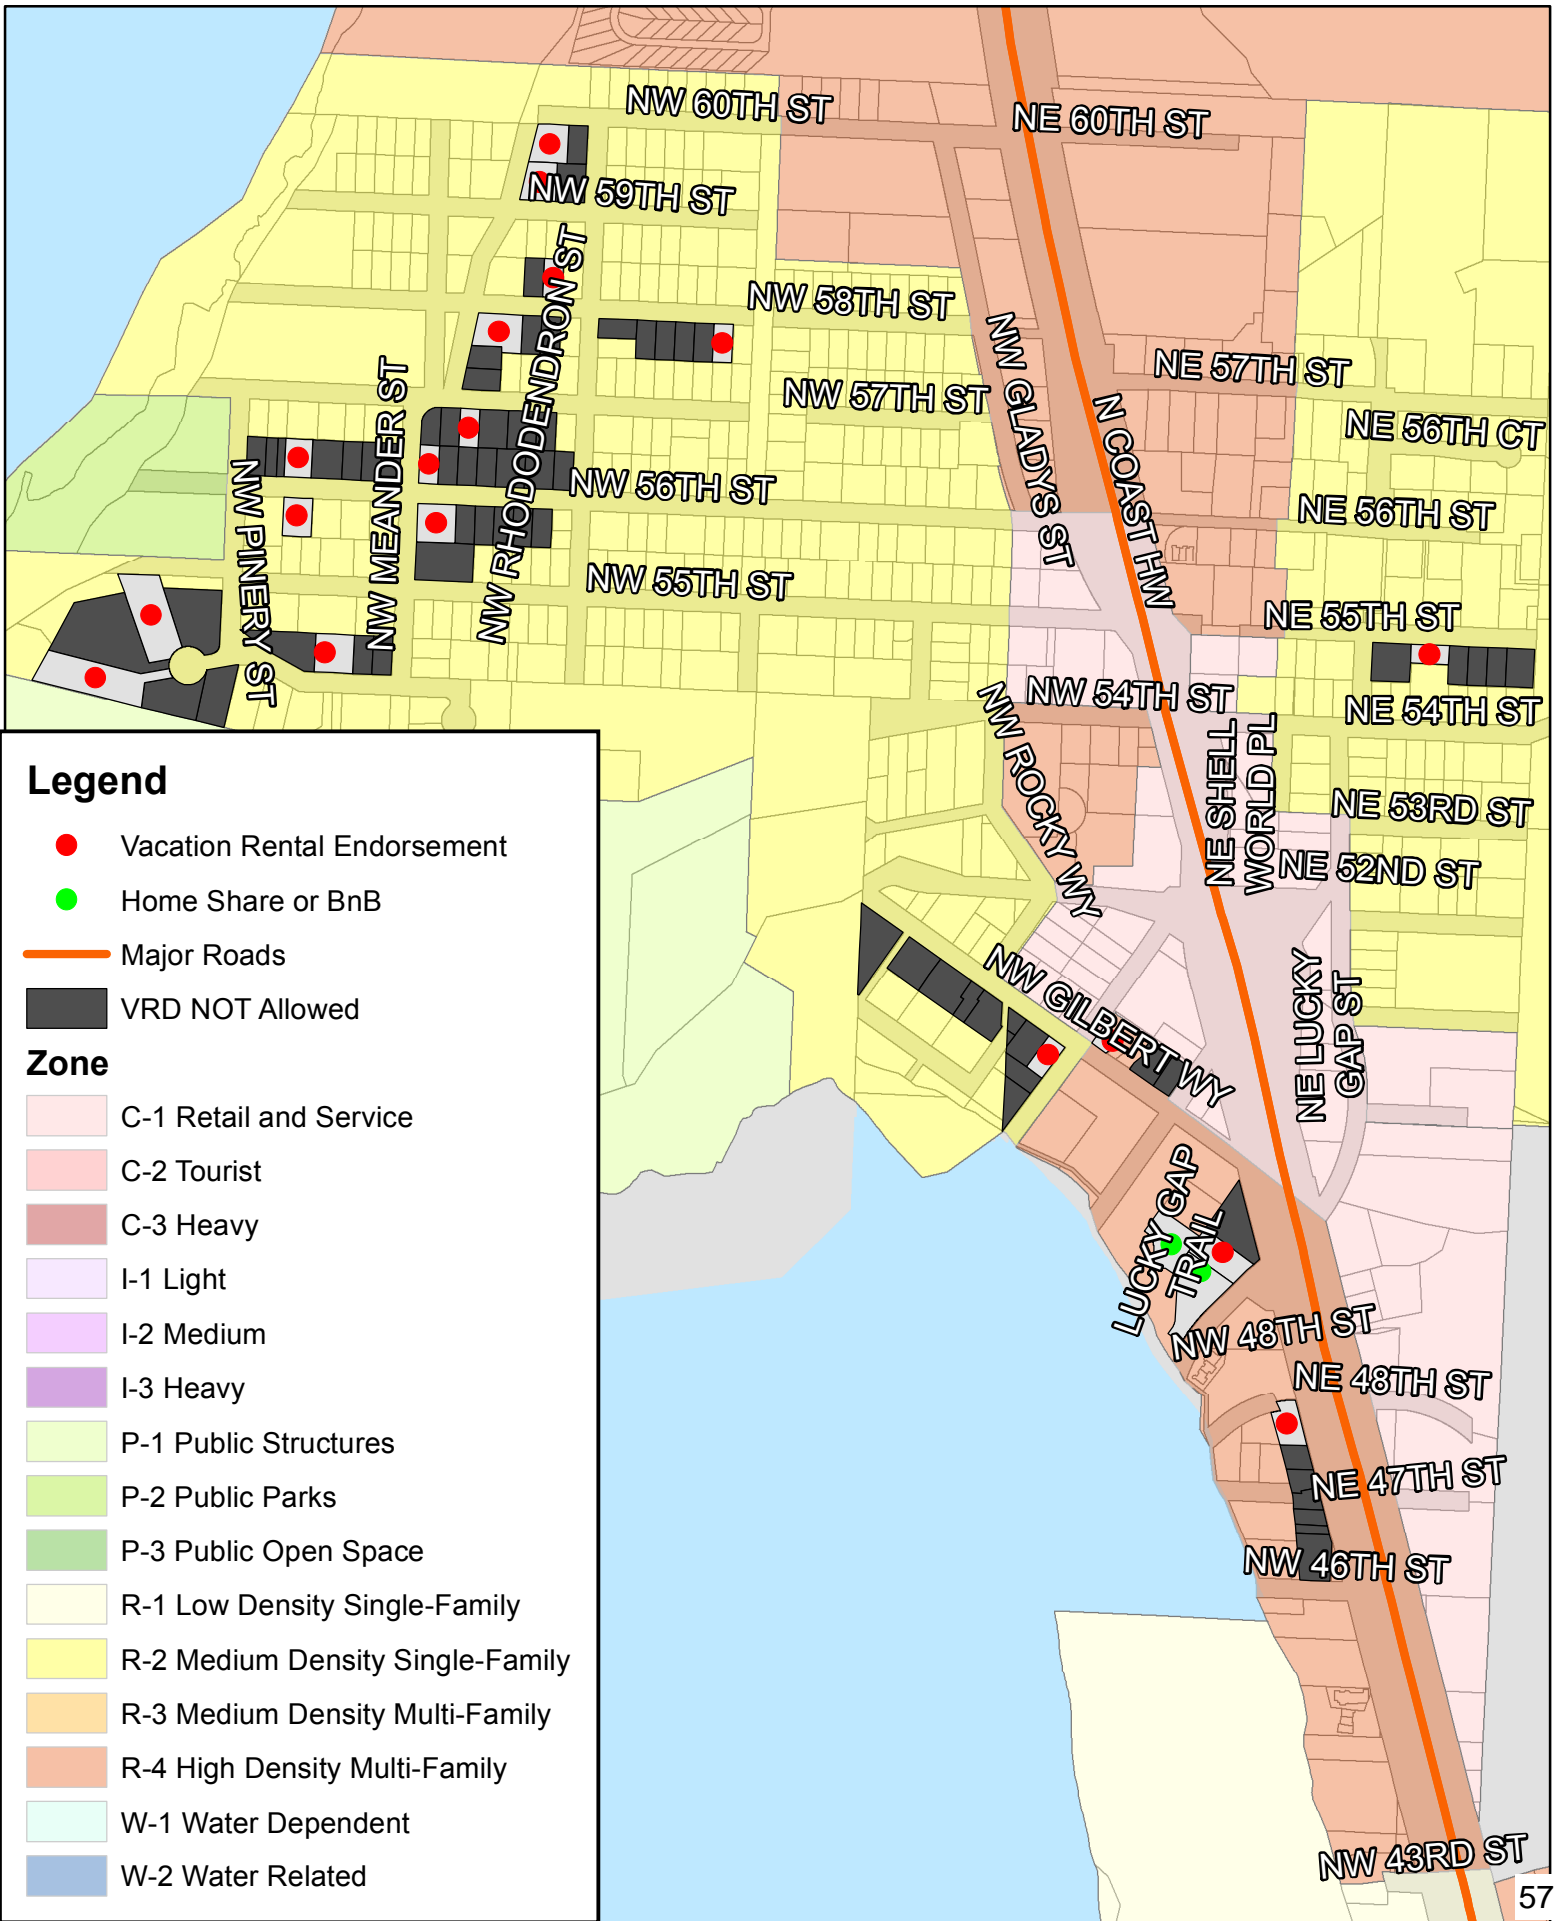 NW 60TH ST
NE 60TH ST
NW 59TH ST
NW RHODODENDRON ST
NW 58TH ST
NW GLADYS ST
NE 57TH ST
NW MEANDER ST
NW 57TH ST
N COAST HW
NE 56TH CT
NW PINERY ST
NW 56TH ST
NE 56TH ST
NW 55TH ST
NE 55TH ST
NW 54TH ST
NE 54TH ST
NW ROCKY WY
NE SHELL
WORLD PL
NE 53RD ST
NE 52ND ST
NW GILBERT WY
NE LUCKY
GAP ST
LUCKY GAP
TRAIL
NW 48TH ST
NE 48TH ST
NE 47TH ST
NW 46TH ST
NW 43RD ST
Legend
Vacation Rental Endorsement
Home Share or BnB
Major Roads
VRD NOT Allowed
Zone
C-1 Retail and Service
C-2 Tourist
C-3 Heavy
I-1 Light
I-2 Medium
I-3 Heavy
P-1 Public Structures
P-2 Public Parks
P-3 Public Open Space
R-1 Low Density Single-Family
R-2 Medium Density Single-Family
R-3 Medium Density Multi-Family
R-4 High Density Multi-Family
W-1 Water Dependent
W-2 Water Related
57